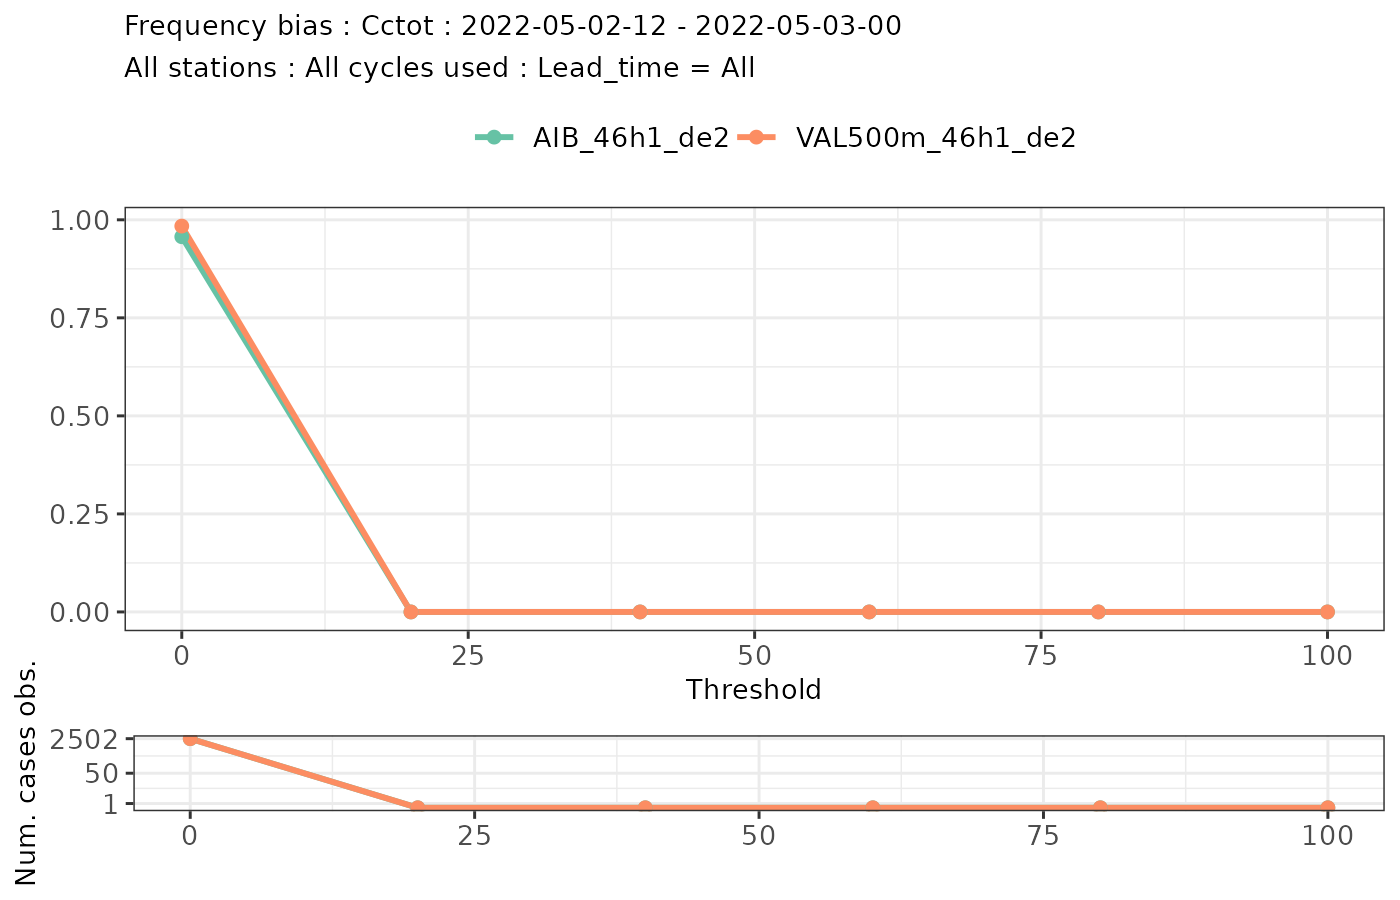 Frequency bias : Cctot : 2022-05-02-12 - 2022-05-03-00
All stations : All cycles used : Lead_time = All
AIB_46h1_de2 VAL500m_46h1_de2
1.00
0.75
0.50
0.25
0.00
0 25 50 75 100
Threshold
Num. cases obs.
2502
50
1
0 25 50 75 100